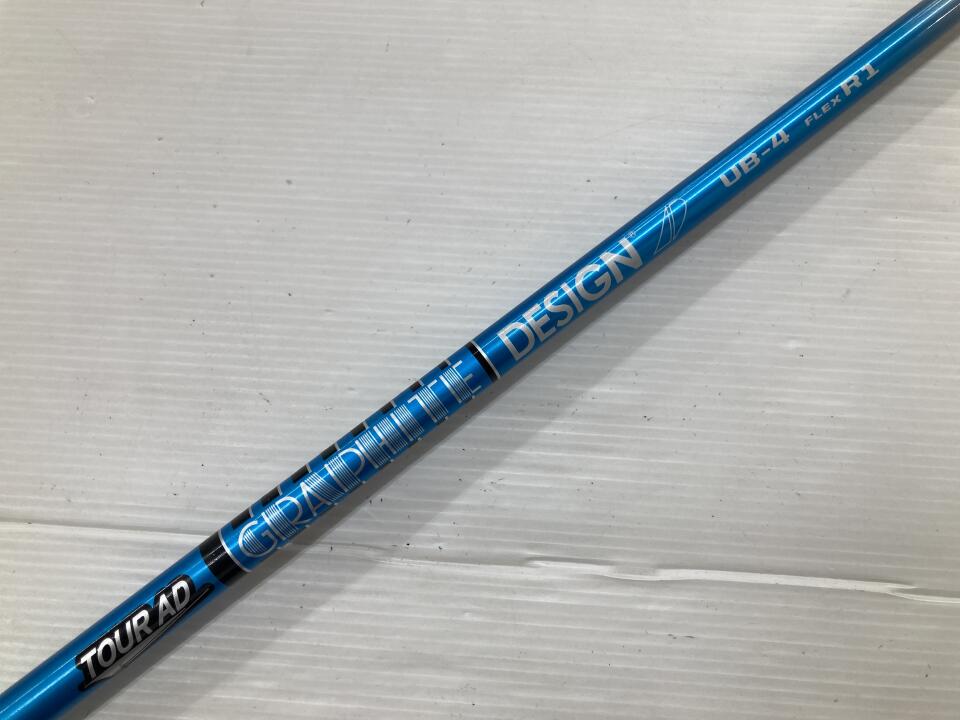 TOUR AD
GRAPHITE DESIGN®
UB-4 FLEX R1